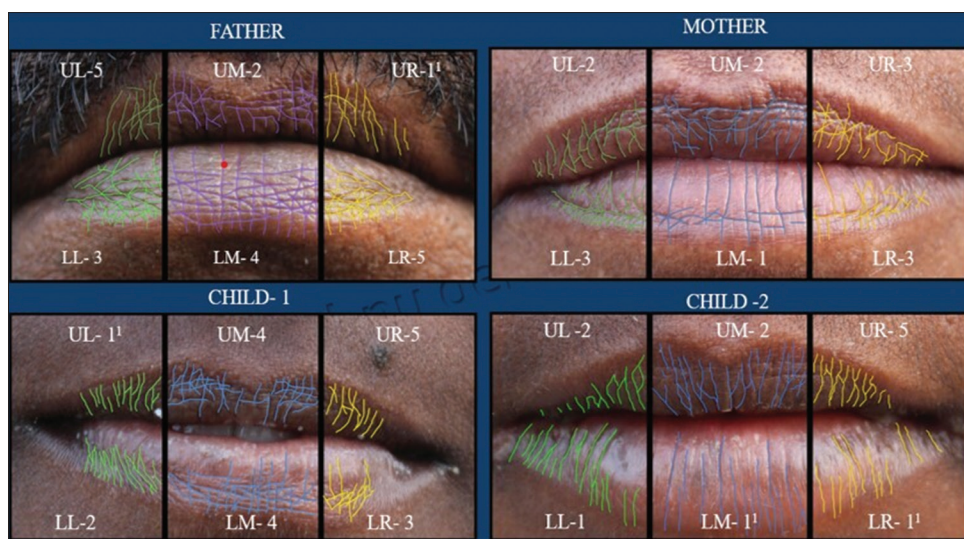 FATHER
UL-5 UM-2 UR-1¹
LL-3 LM-4 LR-5
MOTHER
UL-2 UM-2 UR-3
LL-3 LM-1 LR-3
CHILD-1
UL-1¹ UM-4 UR-5
LL-2 LM-4 LR-3
CHILD-2
UL-2 UM-2 UR-5
LL-1 LM-1¹ LR-1¹